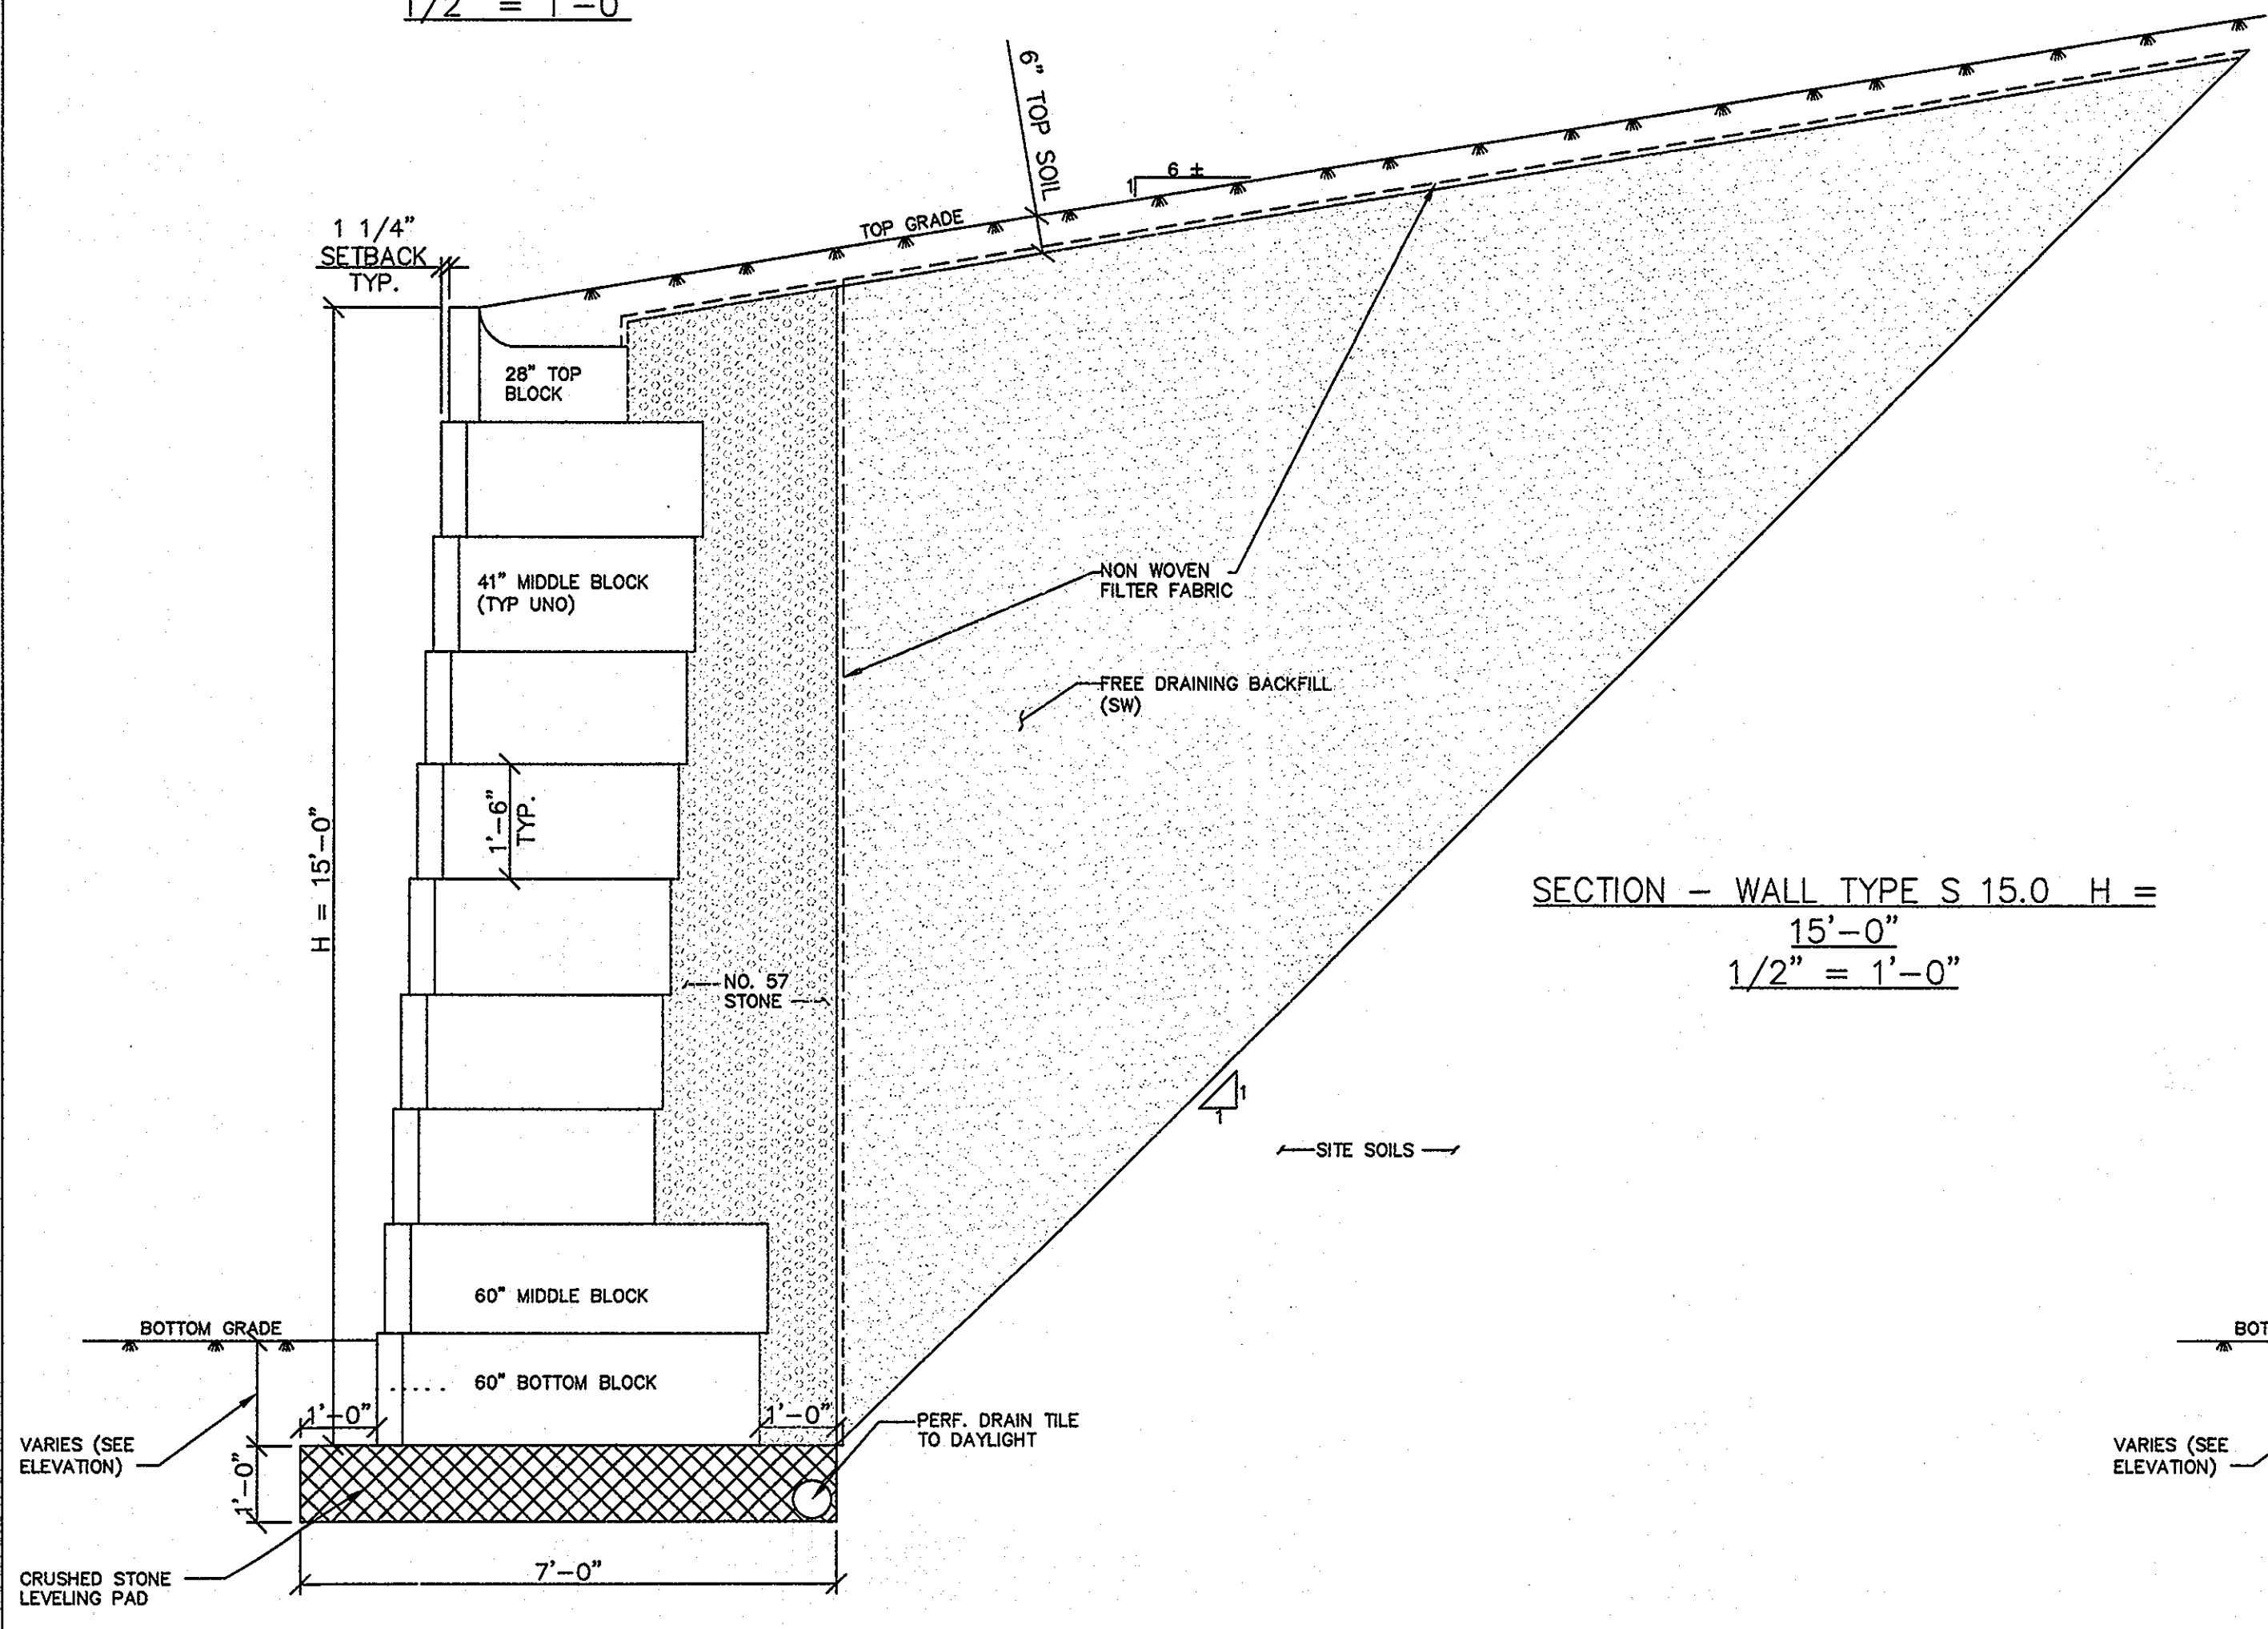 1/2" = 1'-0"
6" TOP SOIL
6 ±
1
TOP GRADE
1 1/4"
SETBACK
TYP.
28" TOP
BLOCK
41" MIDDLE BLOCK
(TYP UNO)
NON WOVEN
FILTER FABRIC
FREE DRAINING BACKFILL
(SW)
1'-6"
TYP.
H = 15'-0"
SECTION - WALL TYPE S 15.0 H =
15'-0"
1/2" = 1'-0"
NO. 57
STONE
1
1
SITE SOILS
60" MIDDLE BLOCK
BOTTOM GRADE
60" BOTTOM BLOCK
1'-0"
1'-0"
PERF. DRAIN TILE
TO DAYLIGHT
VARIES (SEE
ELEVATION)
1'-0"
7'-0"
CRUSHED STONE
LEVELING PAD
BOT
VARIES (SEE
ELEVATION)